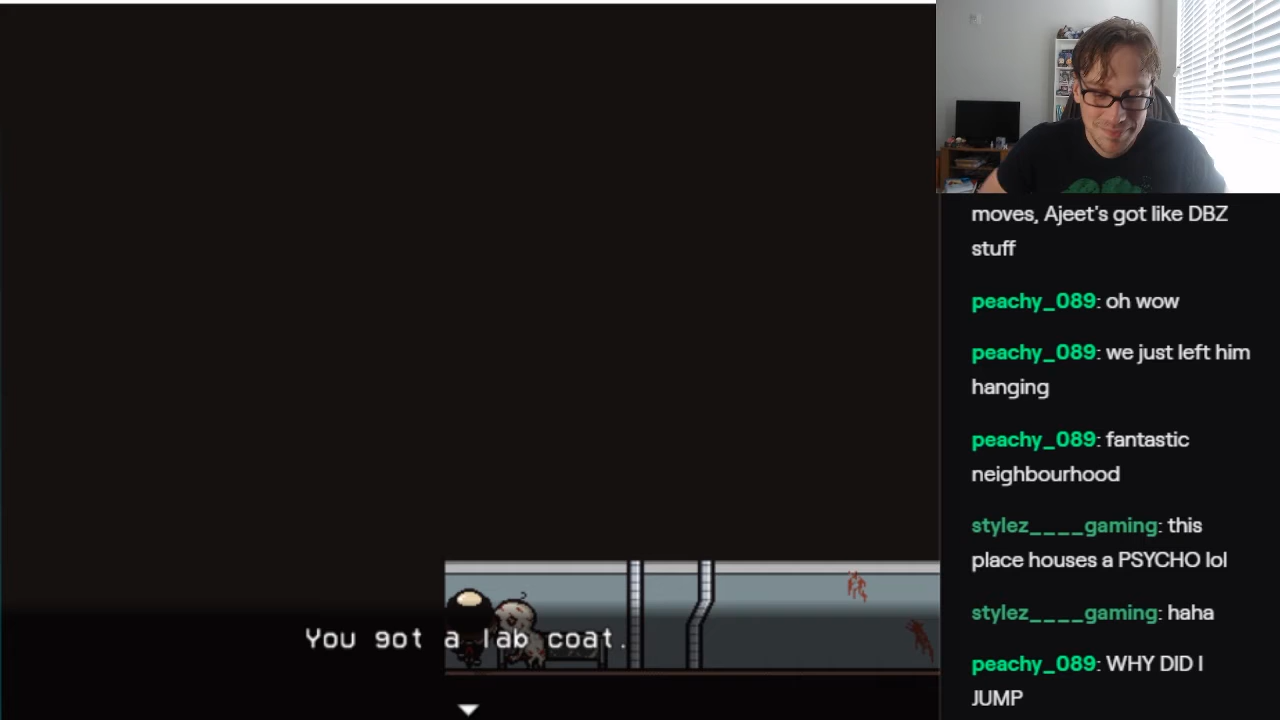 moves, Ajeet's got like DBZ
stuff
peachy_089: oh wow
peachy_089: we just left him
hanging
peachy_089: fantastic
neighbourhood
stylez____gaming: this
place houses a PSYCHO lol
stylez____gaming: haha
peachy_089: WHY DID I
JUMP
You got a lab coat.